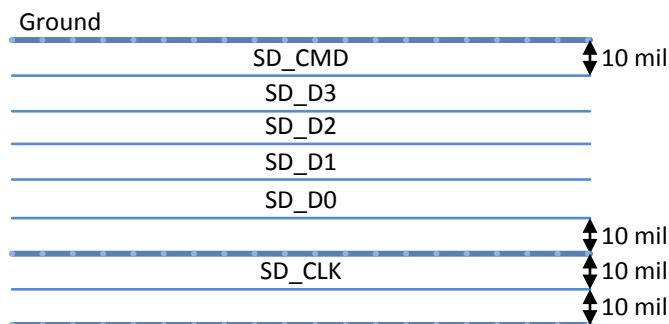 Ground
SD_CMD
10 mil
SD_D3
SD_D2
SD_D1
SD_D0
10 mil
SD_CLK
10 mil
10 mil